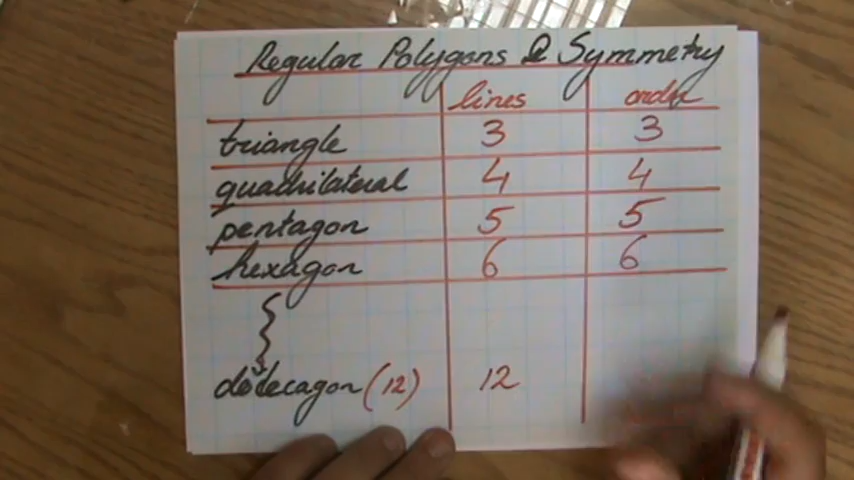 Regular Polygons & Symmetry
lines order
triangle 3 3
quadrilateral 4 4
pentagon 5 5
hexagon 6 6
dodecagon (12) 12